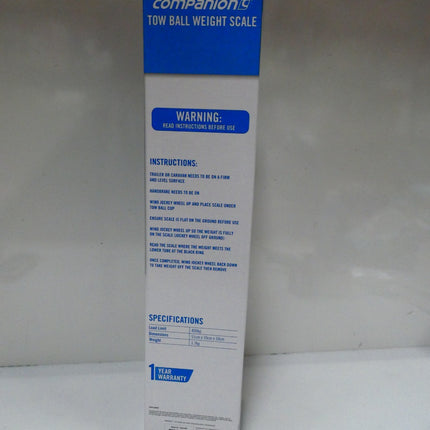 companion
TOW BALL WEIGHT SCALE
WARNING:
READ INSTRUCTIONS BEFORE USE
INSTRUCTIONS:
TRAILER OR CARAVAN NEEDS TO BE ON A FIRM
AND LEVEL SURFACE
HANDBRAKE NEEDS TO BE ON
WIND JOCKEY WHEEL UP AND PLACE SCALE UNDER
TOW BALL CUP
ENSURE SCALE IS FLAT ON THE GROUND BEFORE USE
WIND JOCKEY WHEEL UP SO THE WEIGHT IS FULLY
ON THE SCALE (JOCKEY WHEEL OFF GROUND)
READ THE SCALE WHERE THE WEIGHT MEETS THE
LOWER TUBE OF THE BLACK RING
ONCE COMPLETED, WIND JOCKEY WHEEL BACK DOWN
TO TAKE WEIGHT OFF THE SCALE THEN REMOVE
SPECIFICATIONS
Load Limit
Dimensions
Weight
1 YEAR
WARRANTY